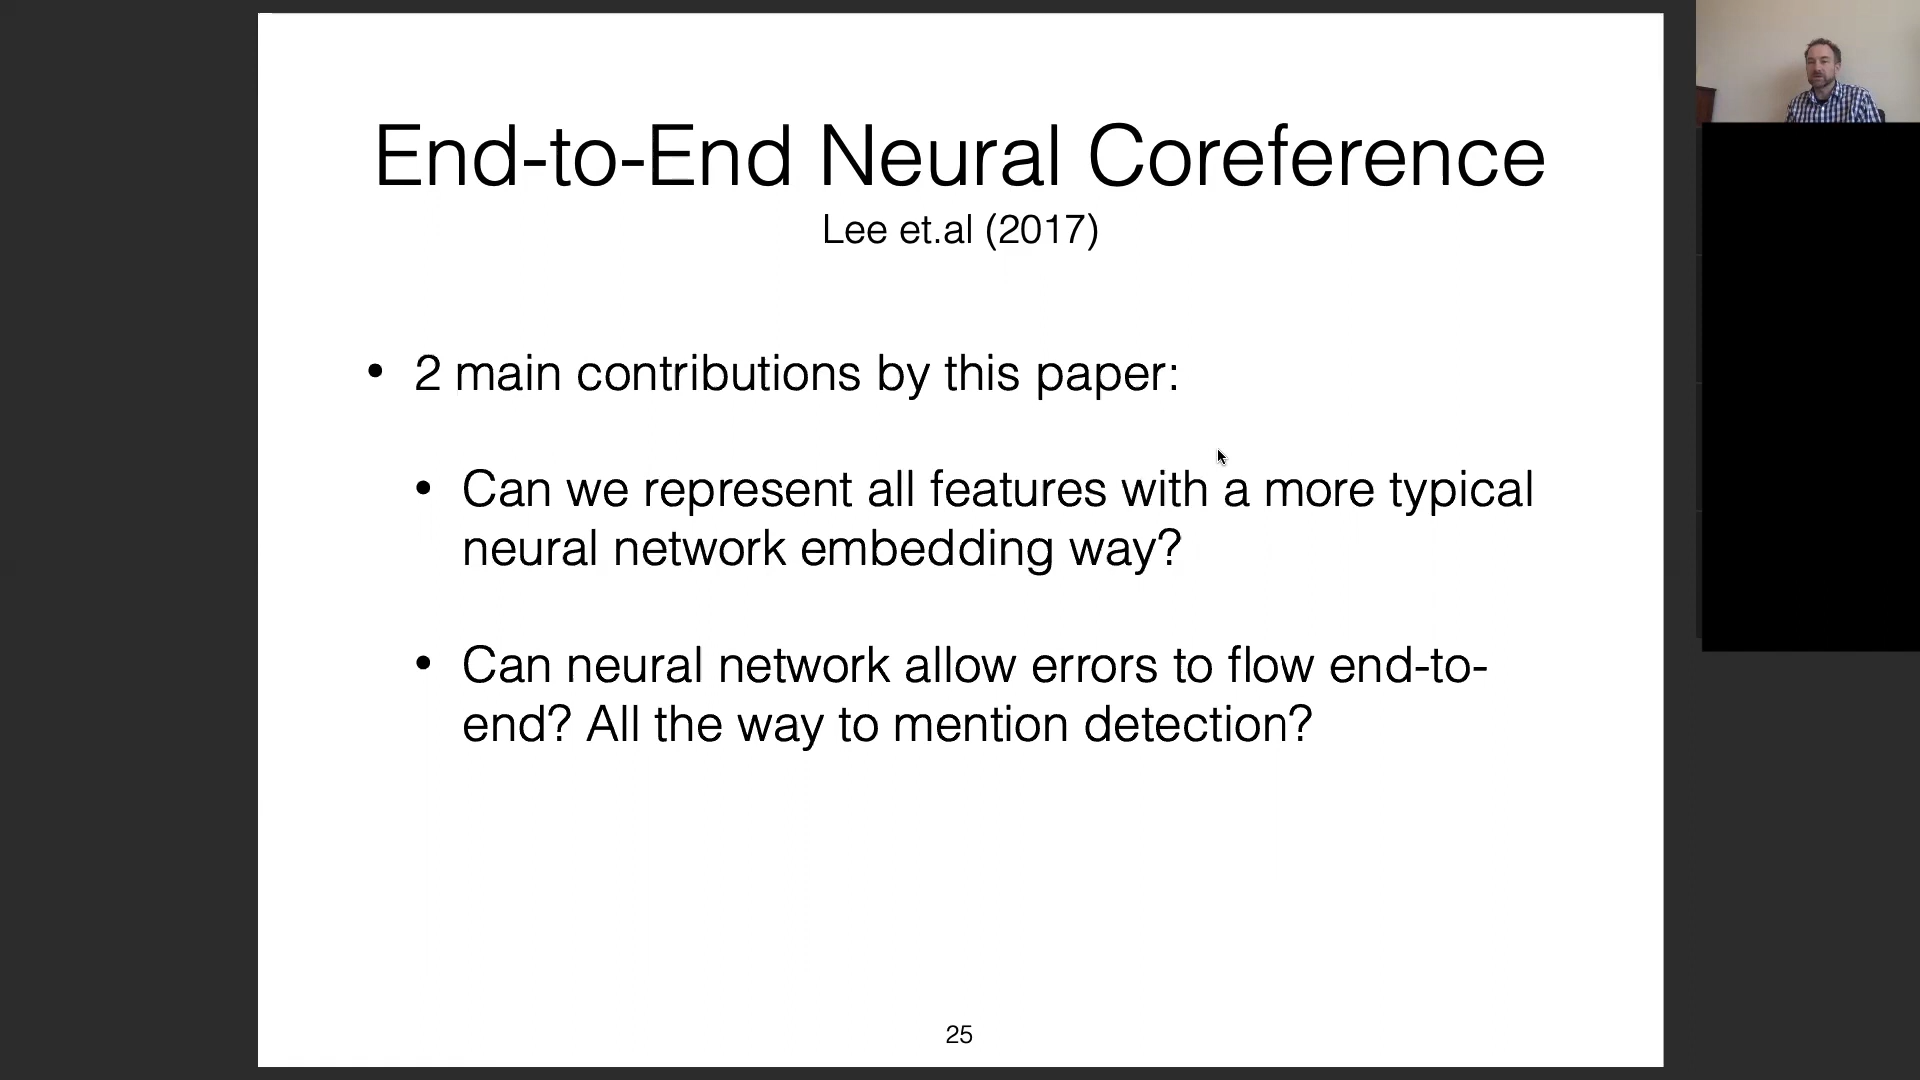 End-to-End Neural Coreference
Lee et.al (2017)
• 2 main contributions by this paper:
• Can we represent all features with a more typical
neural network embedding way?
• Can neural network allow errors to flow end-to-
end? All the way to mention detection?
25